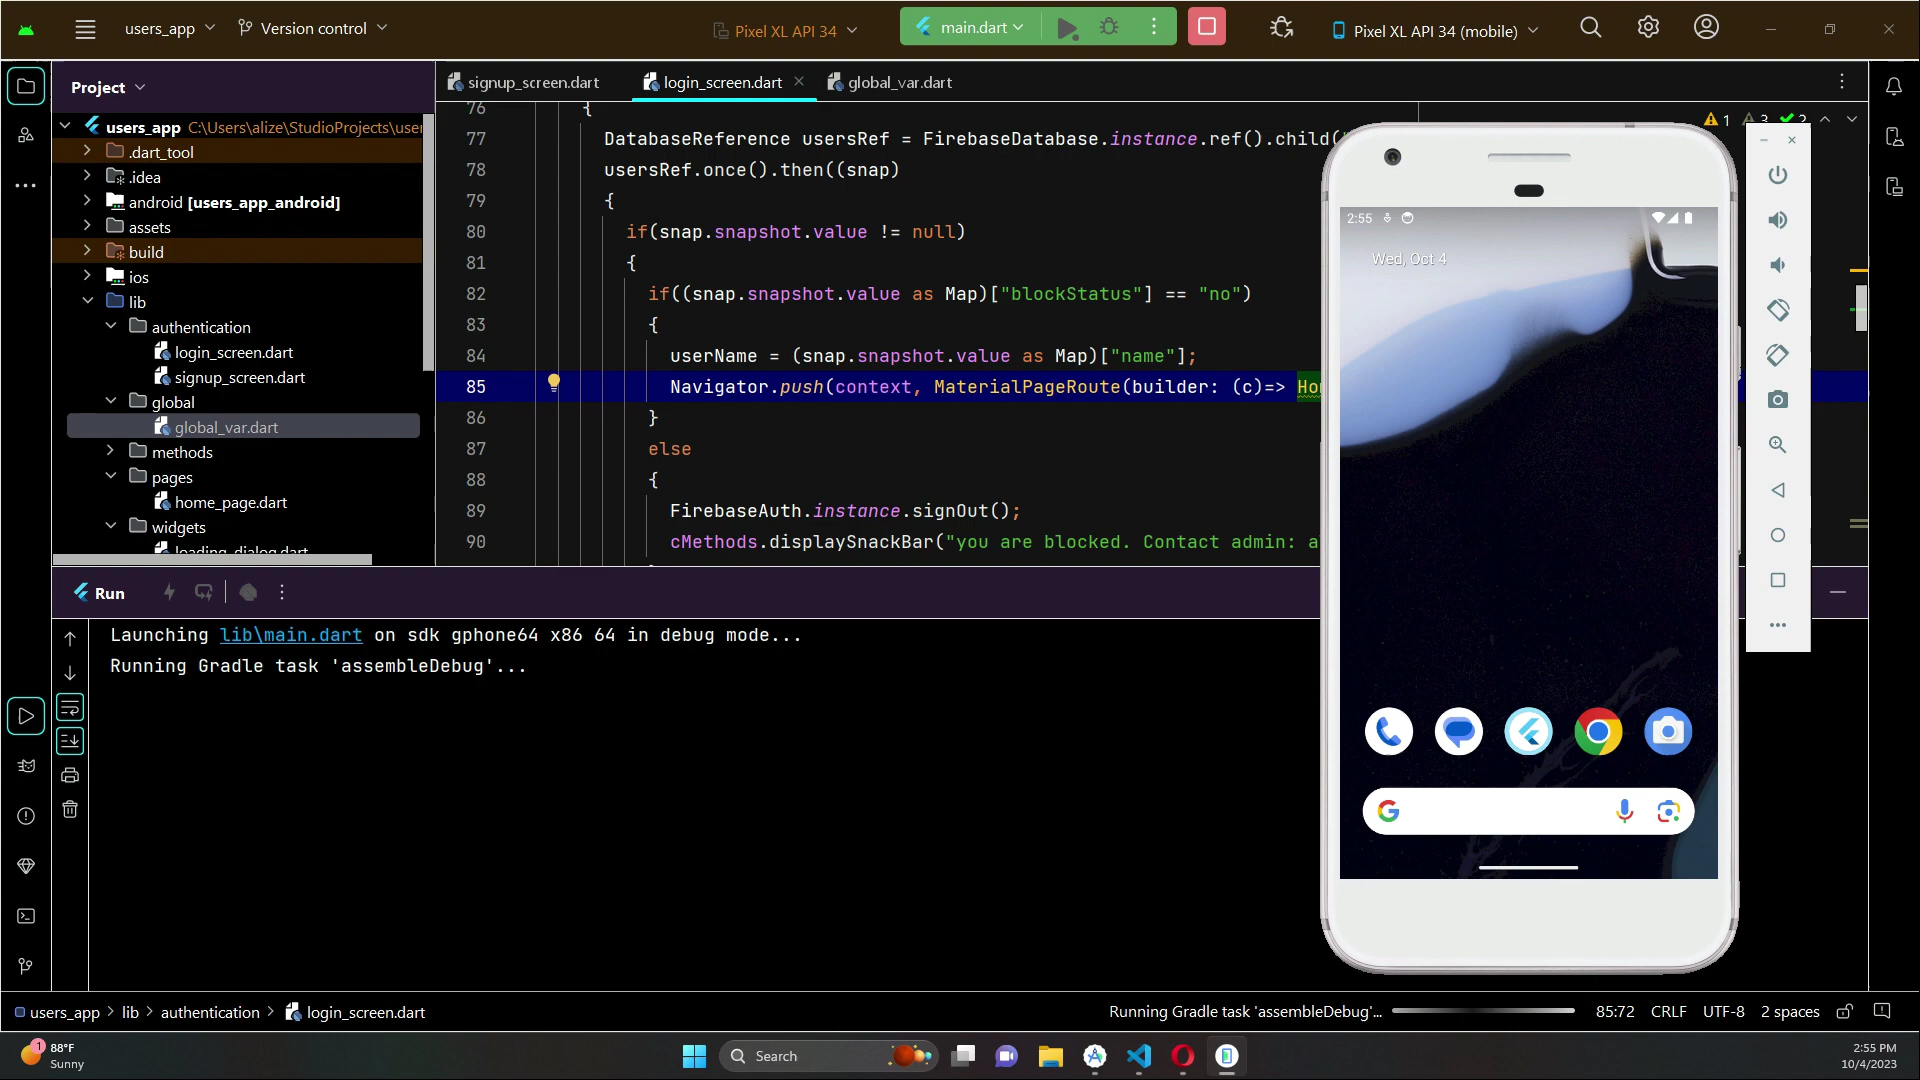 users_app
Version control
Pixel XL API 34
main.dart
Pixel XL API 34 (mobile)
Project
signup_screen.dart
login_screen.dart
global_var.dart
users_app C:\Users\alize\StudioProjects\user
.dart_tool
.idea
android [users_app_android]
assets
build
ios
lib
authentication
login_screen.dart
signup_screen.dart
global
global_var.dart
methods
pages
home_page.dart
widgets
loading_dialog.dart
1 3 2
76 {
77 DatabaseReference usersRef = FirebaseDatabase.instance.ref().child(
78 usersRef.once().then((snap)
79 {
80 if(snap.snapshot.value != null)
81 {
82 if((snap.snapshot.value as Map)["blockStatus"] == "no")
83 {
84 userName = (snap.snapshot.value as Map)["name"];
85 Navigator.push(context, MaterialPageRoute(builder: (c)=> Ho
86 }
87 else
88 {
89 FirebaseAuth.instance.signOut();
90 cMethods.displaySnackBar("you are blocked. Contact admin: a
2:55
Wed, Oct 4
Run
Launching lib\main.dart on sdk gphone64 x86 64 in debug mode...
Running Gradle task 'assembleDebug'...
users_app > lib > authentication > login_screen.dart
Running Gradle task 'assembleDebug'...
85:72 CRLF UTF-8 2 spaces
1
88°F
Sunny
Search
2:55 PM
10/4/2023